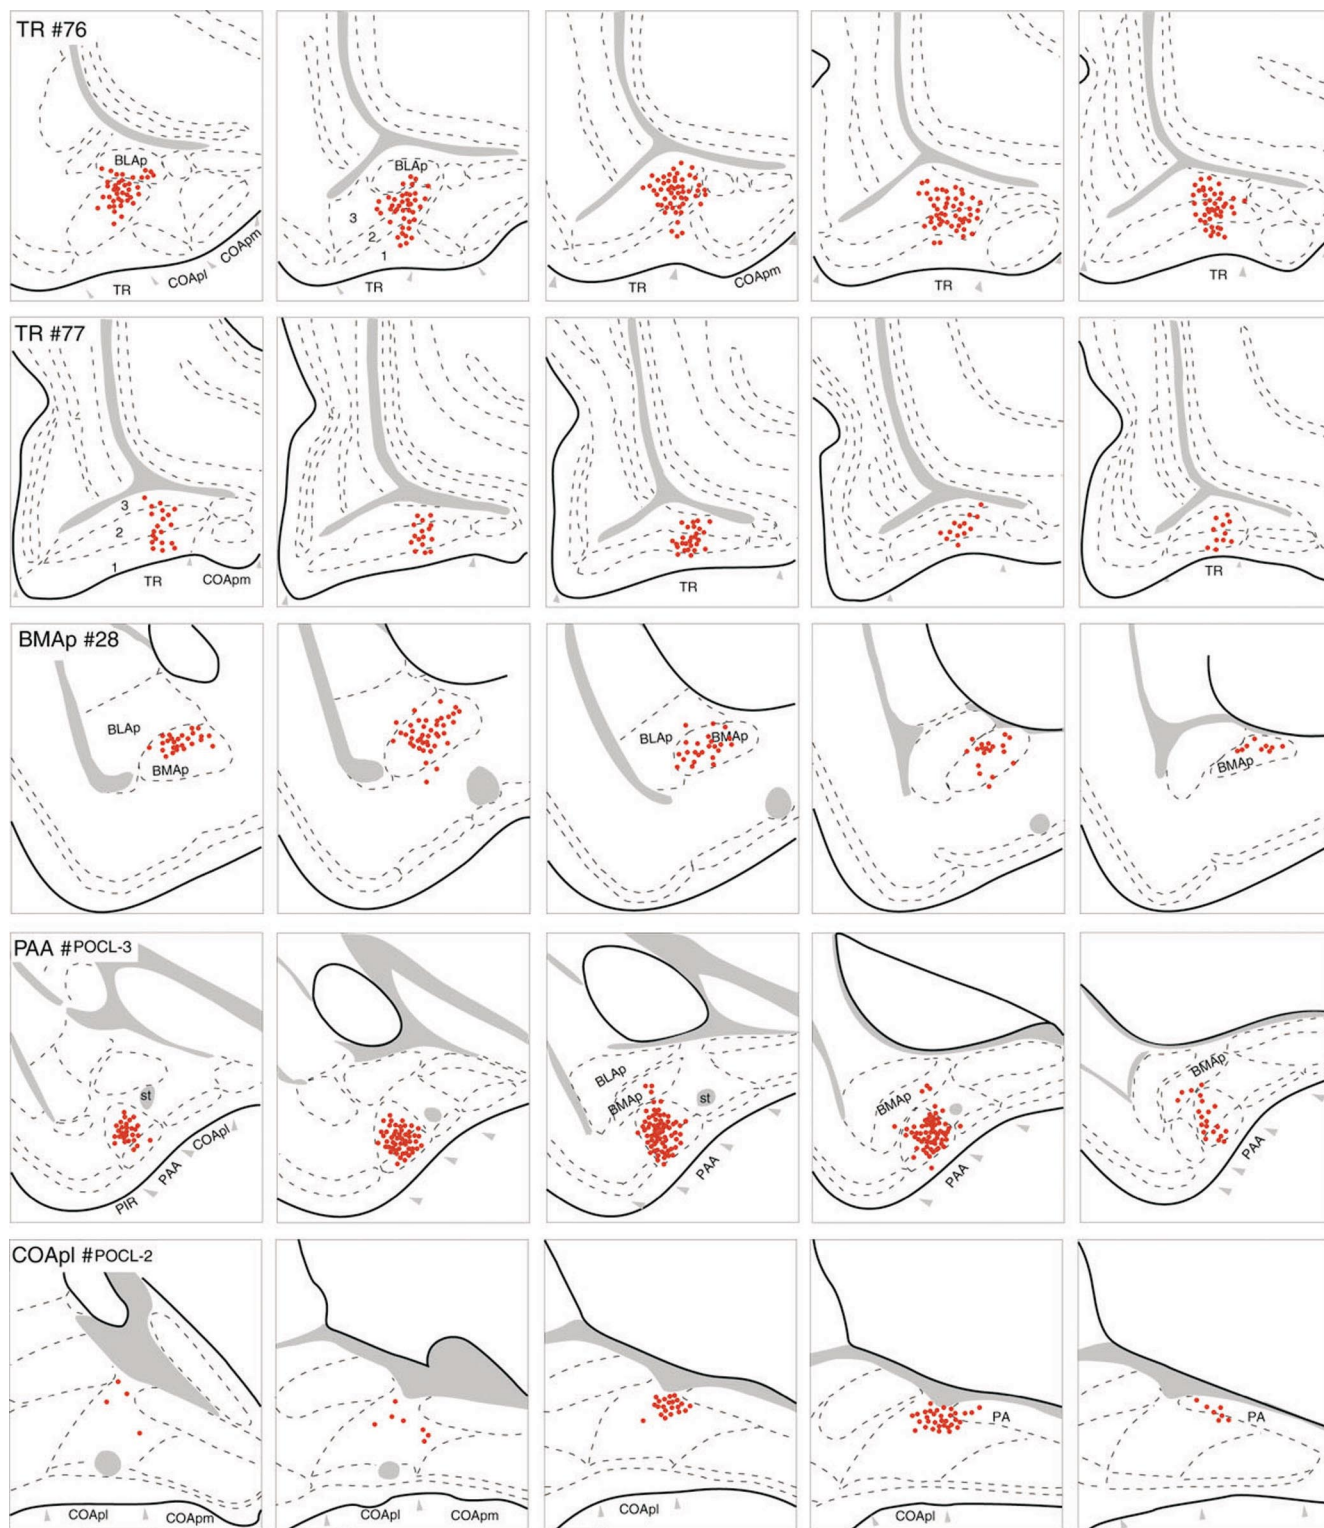 TR #76
BLAp
TR
COApl
COApm
BLAp
3
2
1
TR
TR
COApm
TR
TR
TR #77
3
2
1
TR
COApm
TR
TR
BMAp #28
BLAp
BMAp
BLAp
BMAp
BMAp
PAA #POCL-3
st
PIR
PAA
COApl
BLAp
BMAp
st
PAA
BMAp
PAA
BMAp
PAA
COApl #POCL-2
COApl
COApm
COApl
COApm
COApl
PA
COApl
PA